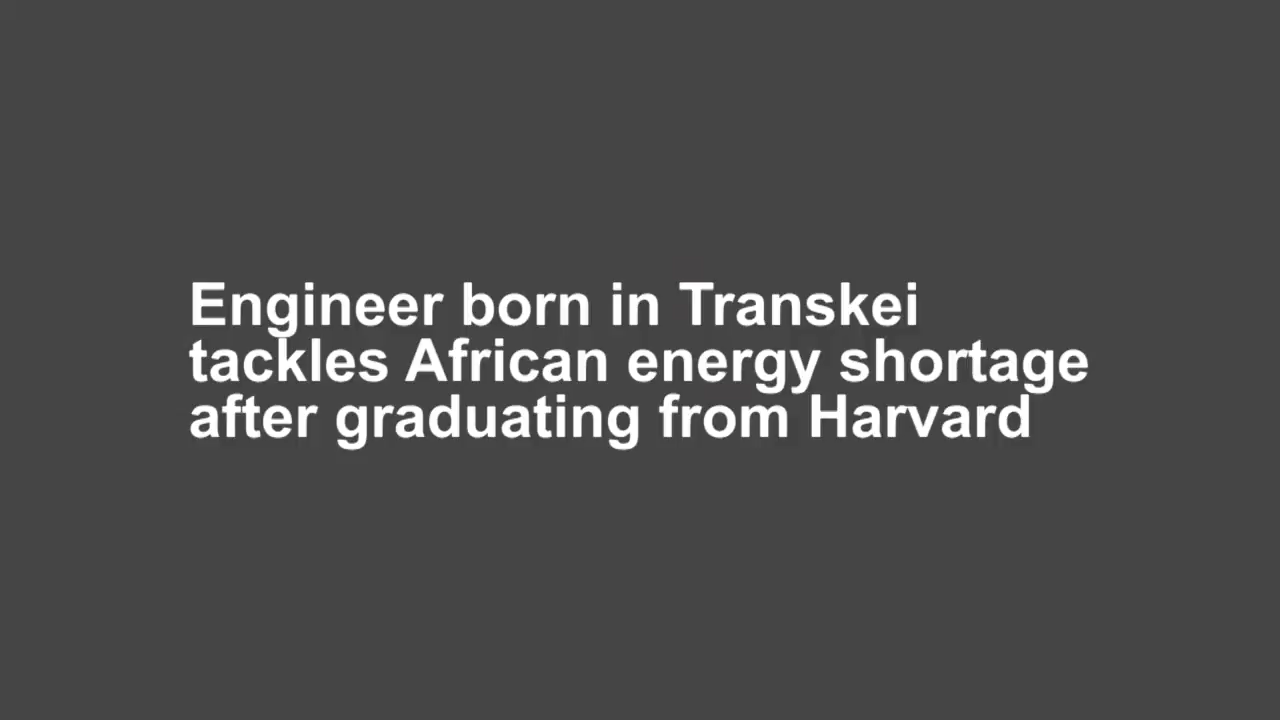 Engineer born in Transkei
tackles African energy shortage
after graduating from Harvard